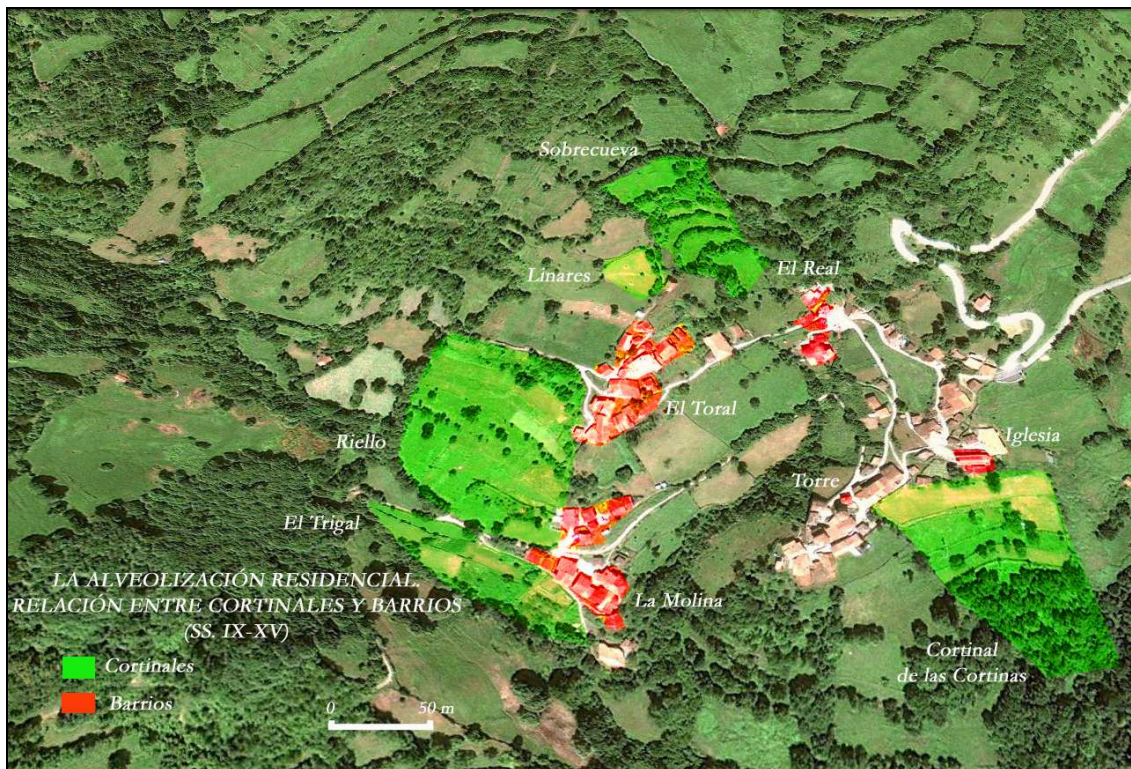 Sobrecueva
Linares
El Real
El Toral
Riello
Iglesia
Torre
El Trigal
LA ALVEOLIZACIÓN RESIDENCIAL.
RELACIÓN ENTRE CORTINALES Y BARRIOS
(SS. IX-XV)
La Molina
Cortinal
de las Cortinas
Cortinales
Barrios
0 50 m